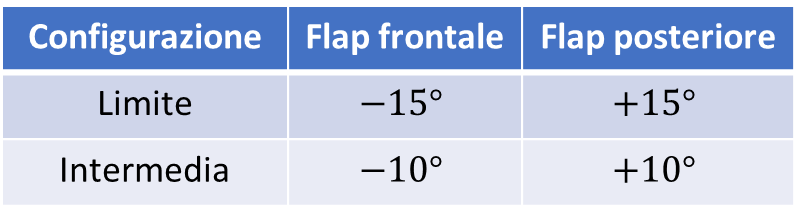 Configurazione Flap frontale Flap posteriore
Limite −15° +15°
Intermedia −10° +10°